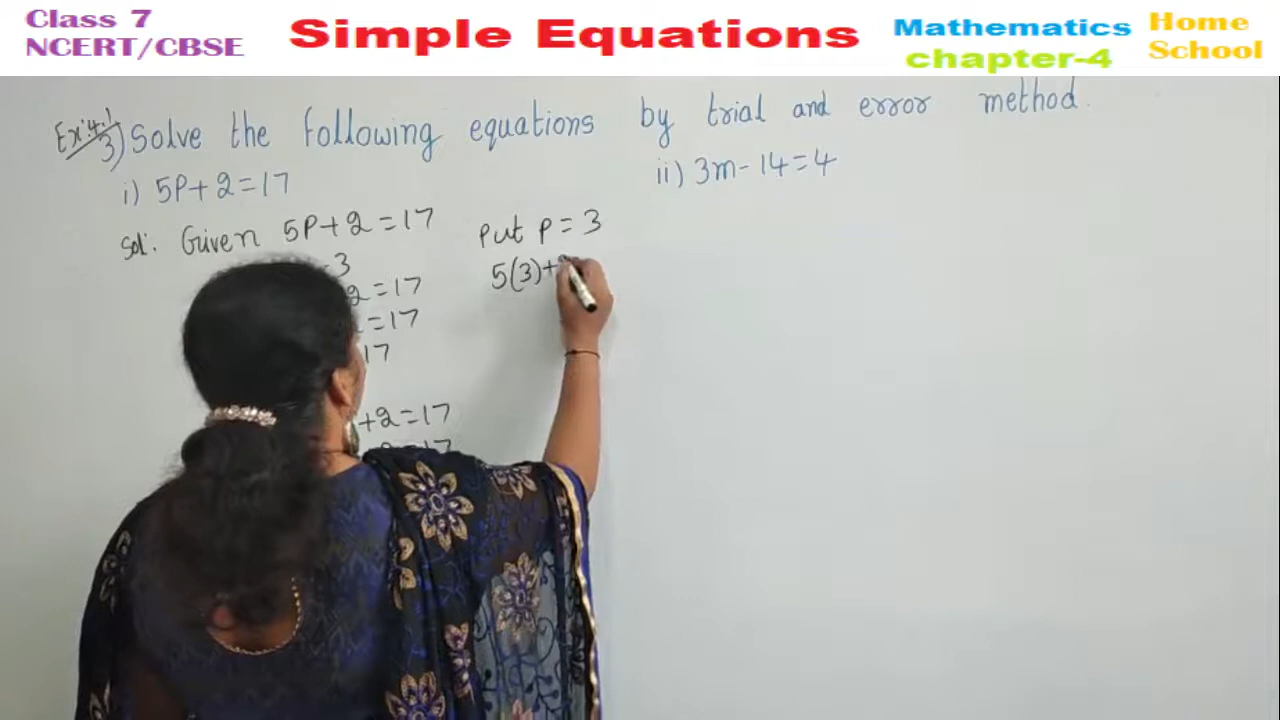 Class 7
NCERT/CBSE
Simple Equations
Mathematics
chapter-4
Home
School
Ex:4.1
3) Solve the following equations by trial and error method.
i) 5P+2=17
ii) 3m-14=4
Sol: Given 5P+2=17
Put P=3
3
5(3)+
2=17
=17
17
+2=17
=17